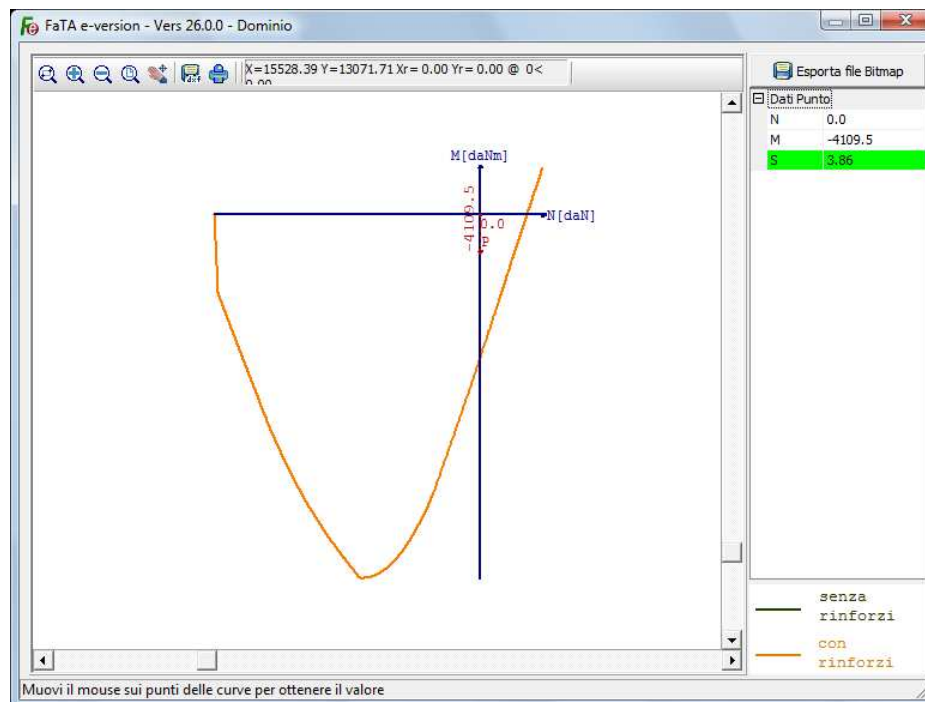 FaTA e-version - Vers 26.0.0 - Dominio
X=15528.39 Y=13071.71 Xr= 0.00 Yr= 0.00 @ 0<
0.00
Esporta file Bitmap
Dati Punto
N 0.0
M -4109.5
S 3.86
M[daNm]
N[daN]
-4109.5
0.0
P
senza
rinforzi
con
rinforzi
Muovi il mouse sui punti delle curve per ottenere il valore